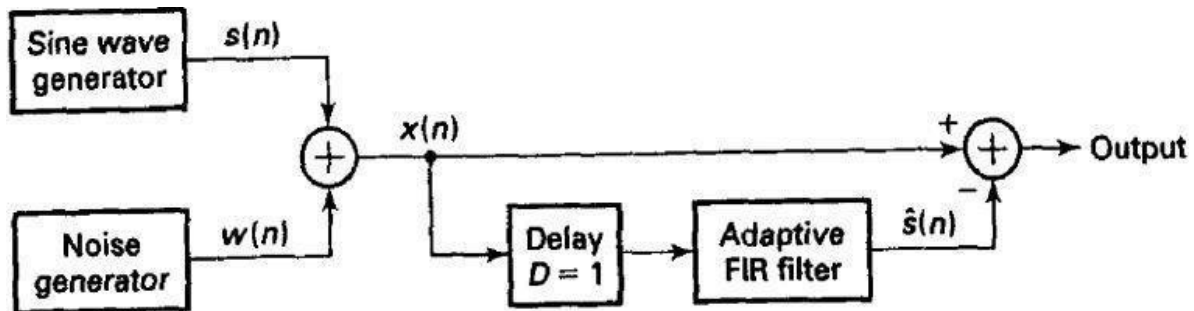 Sine wave
generator
s(n)
x(n)
+
+
+
Output
−
Noise
generator
w(n)
Delay
D = 1
Adaptive
FIR filter
ŝ(n)